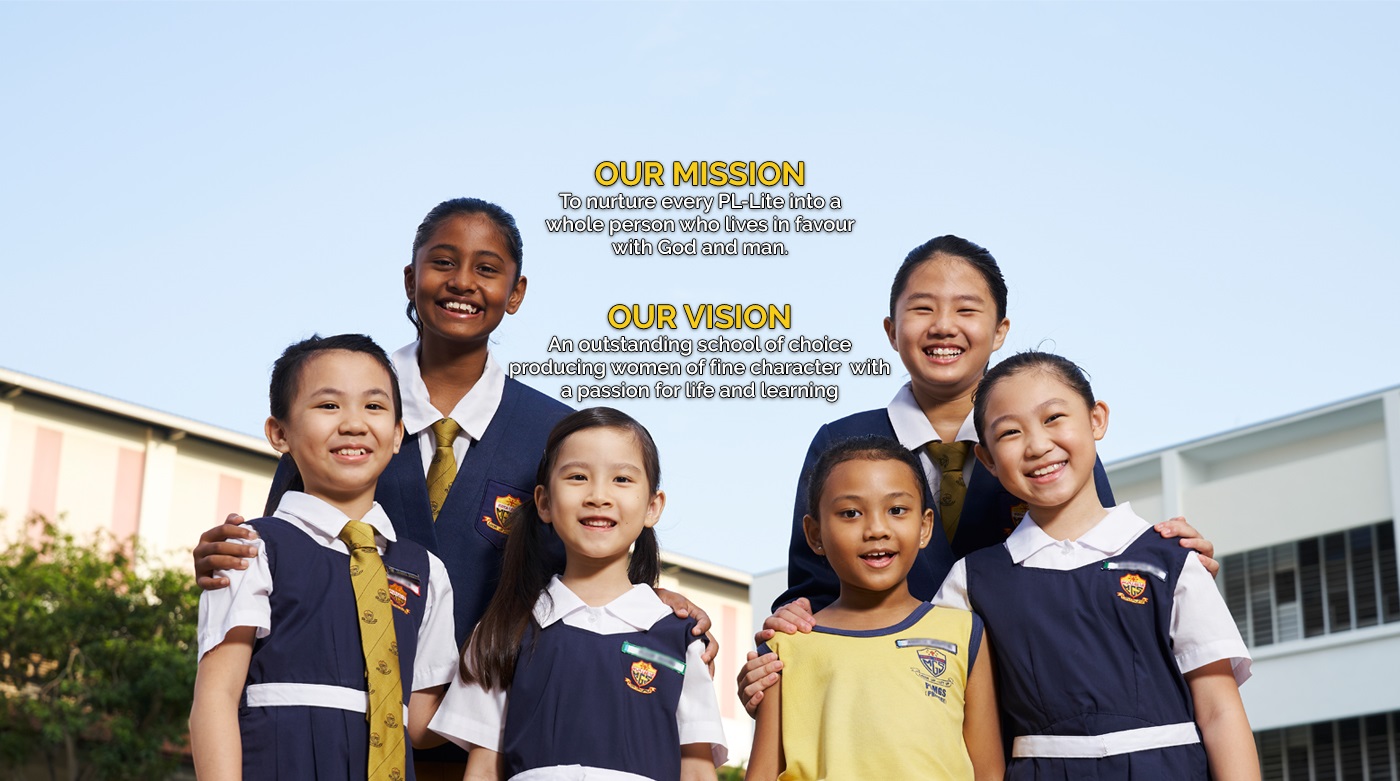 OUR MISSION
To nurture every PL-Lite into a
whole person who lives in favour
with God and man.
OUR VISION
An outstanding school of choice
producing women of fine character with
a passion for life and learning
MGS